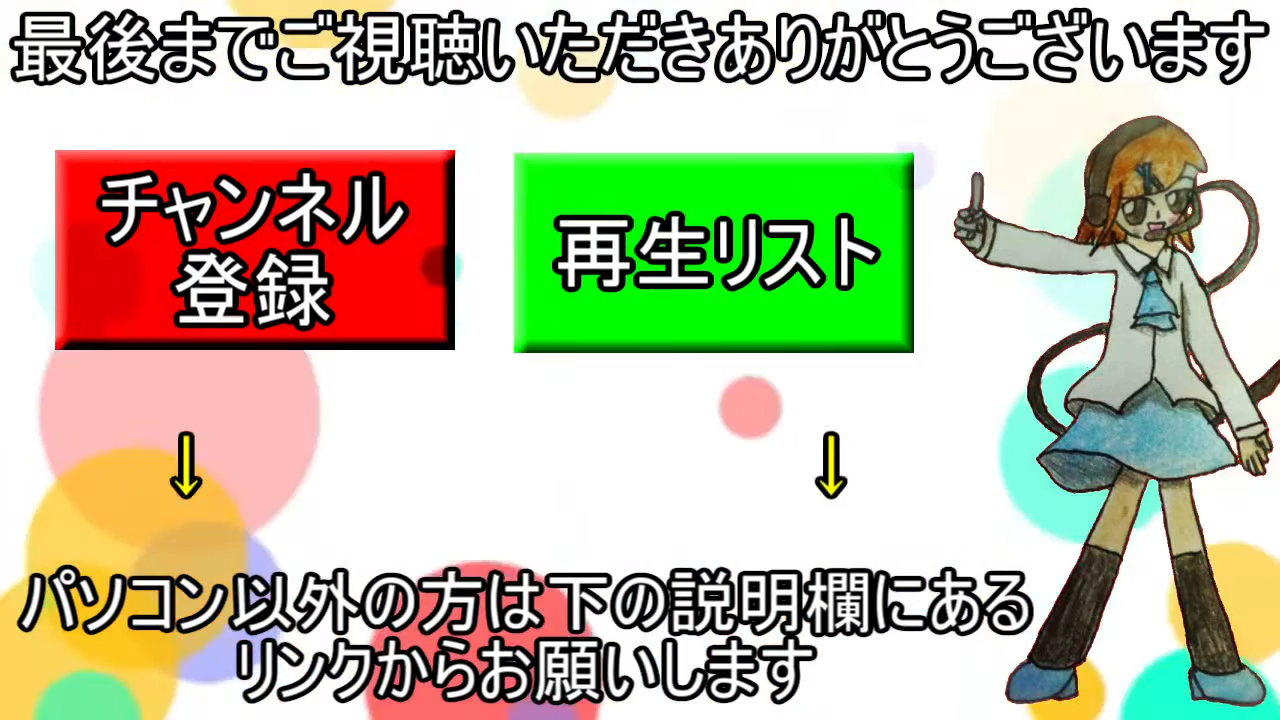 最後までご視聴いただきありがとうございます
チャンネル
登録
再生リスト
↓
↓
パソコン以外の方は下の説明欄にある
リンクからお願いします